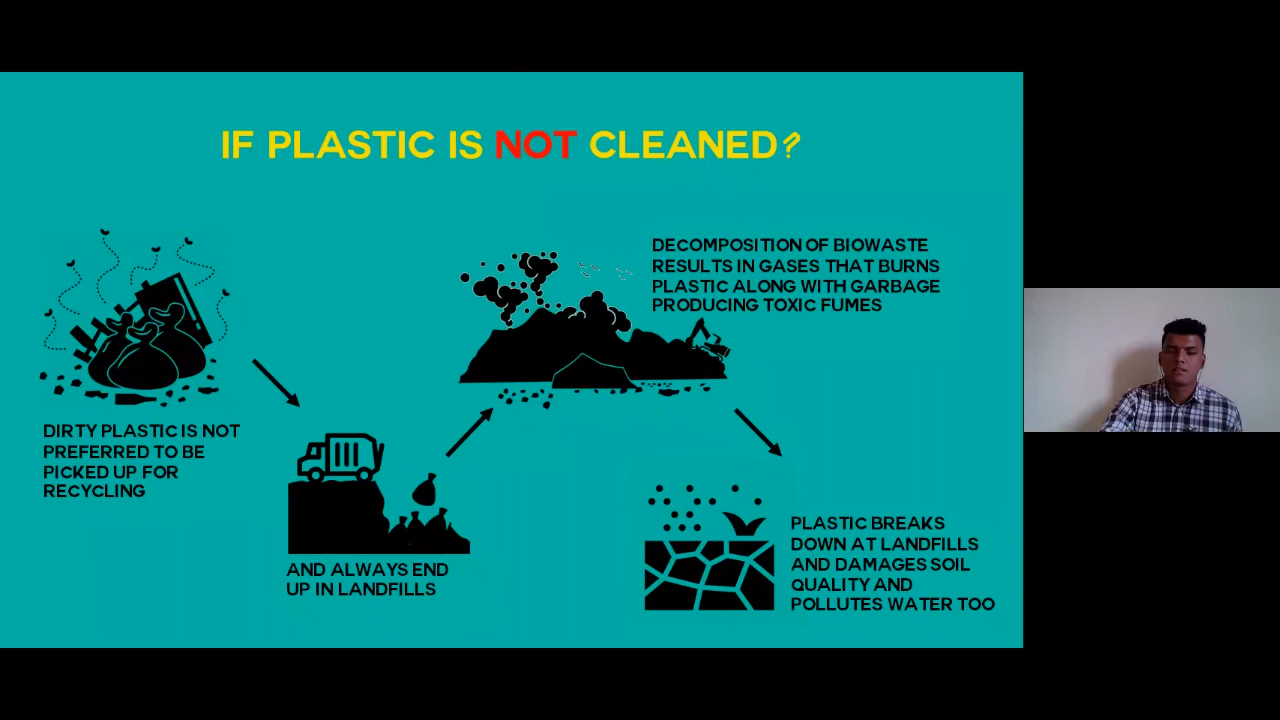 IF PLASTIC IS NOT CLEANED?
DIRTY PLASTIC IS NOT
PREFERRED TO BE
PICKED UP FOR
RECYCLING
AND ALWAYS END
UP IN LANDFILLS
DECOMPOSITION OF BIOWASTE
RESULTS IN GASES THAT BURNS
PLASTIC ALONG WITH GARBAGE
PRODUCING TOXIC FUMES
PLASTIC BREAKS
DOWN AT LANDFILLS
AND DAMAGES SOIL
QUALITY AND
POLLUTES WATER TOO